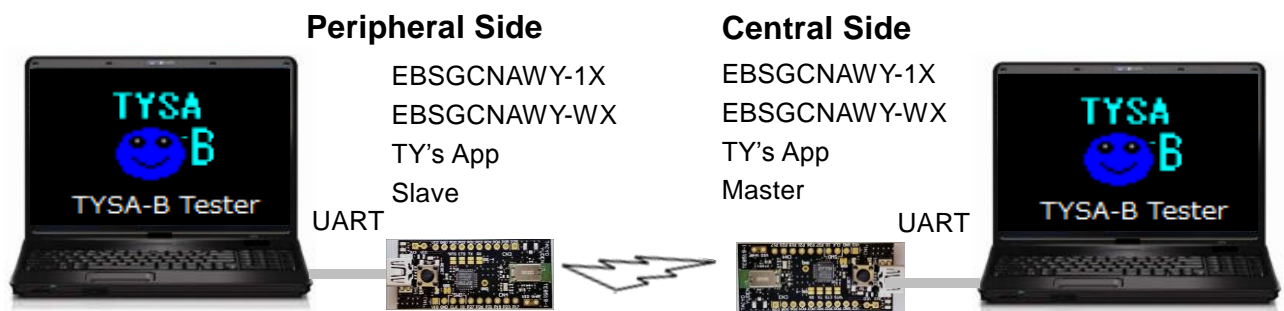 Peripheral Side
EBSGCNAWY-1X
EBSGCNAWY-WX
TY's App
Slave
TYSA
-B
TYSA-B Tester
UART
Central Side
EBSGCNAWY-1X
EBSGCNAWY-WX
TY's App
Master
TYSA
-B
TYSA-B Tester
UART